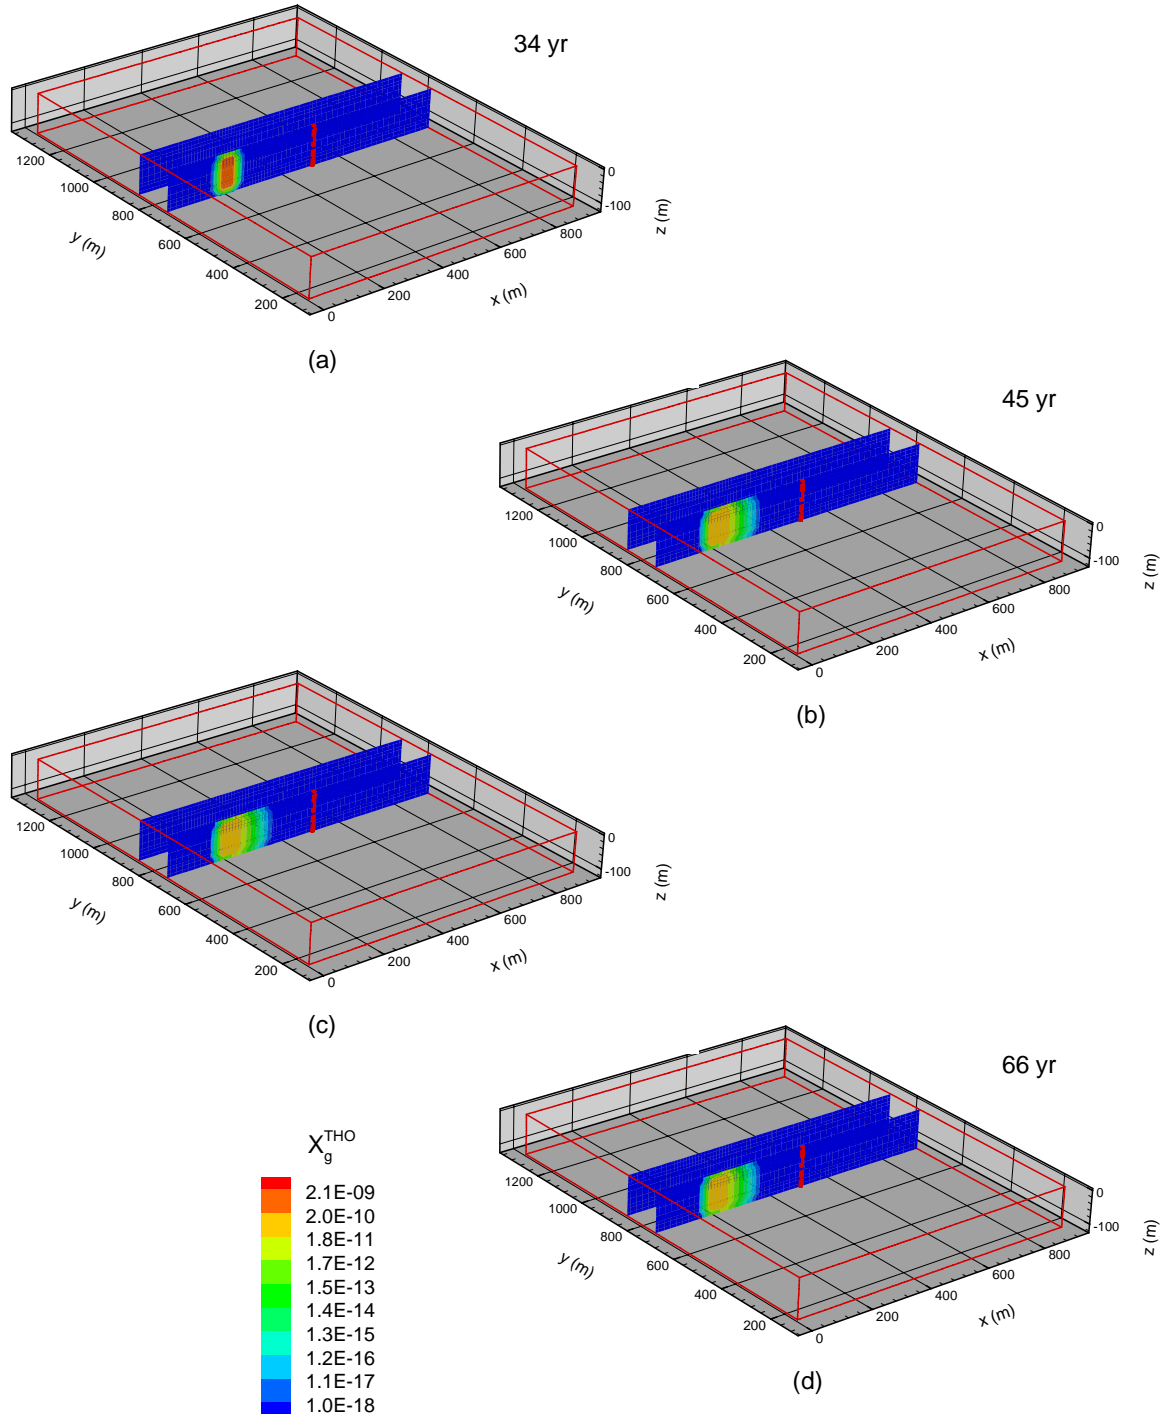 34 yr
0
-100
z (m)
1200
1000
800
600
400
200
y (m)
0
200
400
600
800
x (m)
(a)
45 yr
0
-100
z (m)
1200
1000
800
600
400
200
y (m)
0
200
400
600
800
x (m)
(b)
0
-100
z (m)
1200
1000
800
600
400
200
y (m)
0
200
400
600
800
x (m)
(c)
66 yr
0
-100
z (m)
1200
1000
800
600
400
200
y (m)
0
200
400
600
800
x (m)
(d)
X_g^THO
2.1E-09
2.0E-10
1.8E-11
1.7E-12
1.5E-13
1.4E-14
1.3E-15
1.2E-16
1.1E-17
1.0E-18